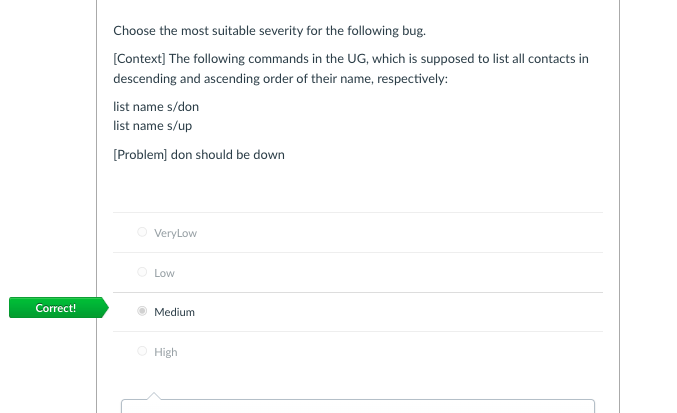 Choose the most suitable severity for the following bug.
[Context] The following commands in the UG, which is supposed to list all contacts in
descending and ascending order of their name, respectively:
list name s/don
list name s/up
[Problem] don should be down
VeryLow
Low
Correct!
Medium
High